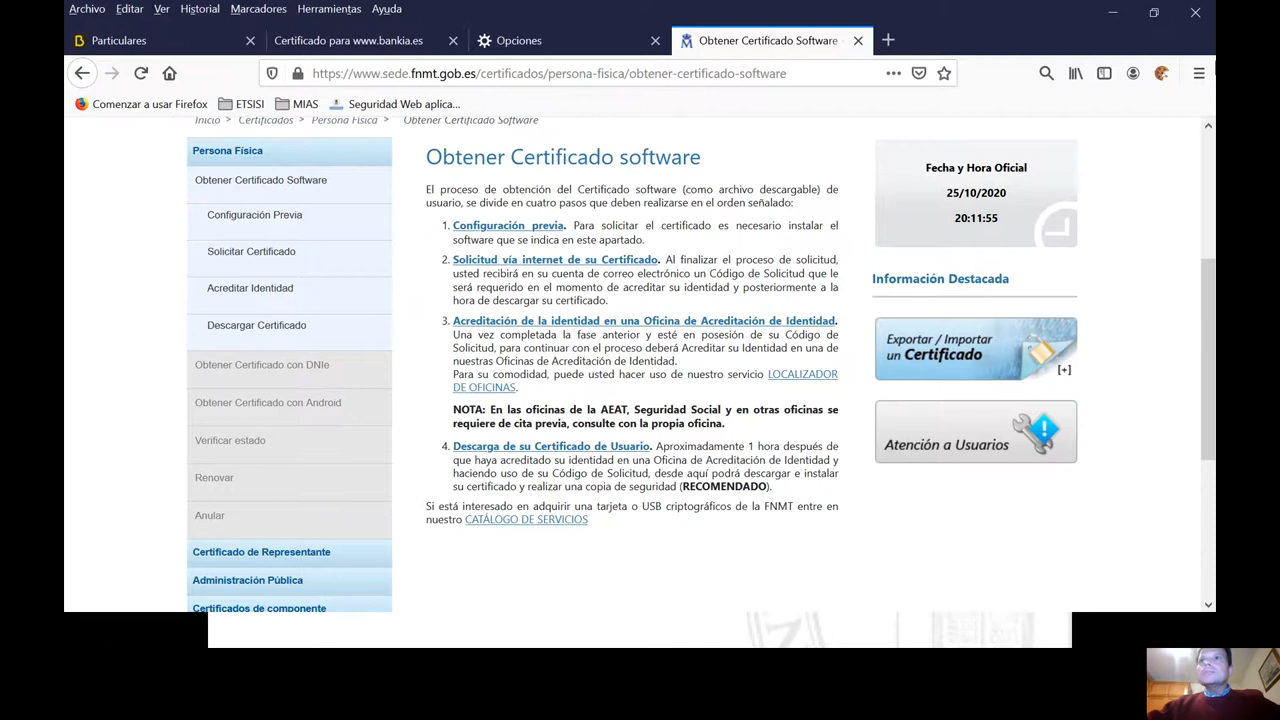 Archivo Editar Ver Historial Marcadores Herramientas Ayuda
Particulares Certificado para www.bankia.es Opciones Obtener Certificado Software
https://www.sede.fnmt.gob.es/certificados/persona-fisica/obtener-certificado-software
Comenzar a usar Firefox ETSISI MIAS Seguridad Web aplica...
Inicio > Certificados > Persona Física > Obtener Certificado Software
Persona Física
Obtener Certificado Software
Configuración Previa
Solicitar Certificado
Acreditar Identidad
Descargar Certificado
Obtener Certificado con DNIe
Obtener Certificado con Android
Verificar estado
Renovar
Anular
Certificado de Representante
Administración Pública
Certificados de componente
Obtener Certificado software
El proceso de obtención del Certificado software (como archivo descargable) de
usuario, se divide en cuatro pasos que deben realizarse en el orden señalado:
1. Configuración previa. Para solicitar el certificado es necesario instalar el
software que se indica en este apartado.
2. Solicitud vía internet de su Certificado. Al finalizar el proceso de solicitud,
usted recibirá en su cuenta de correo electrónico un Código de Solicitud que le
será requerido en el momento de acreditar su identidad y posteriormente a la
hora de descargar su certificado.
3. Acreditación de la identidad en una Oficina de Acreditación de Identidad.
Una vez completada la fase anterior y esté en posesión de su Código de
Solicitud, para continuar con el proceso deberá Acreditar su Identidad en una de
nuestras Oficinas de Acreditación de Identidad.
Para su comodidad, puede usted hacer uso de nuestro servicio LOCALIZADOR
DE OFICINAS.
NOTA: En las oficinas de la AEAT, Seguridad Social y en otras oficinas se
requiere de cita previa, consulte con la propia oficina.
4. Descarga de su Certificado de Usuario. Aproximadamente 1 hora después de
que haya acreditado su identidad en una Oficina de Acreditación de Identidad y
haciendo uso de su Código de Solicitud, desde aquí podrá descargar e instalar
su certificado y realizar una copia de seguridad (RECOMENDADO).
Si está interesado en adquirir una tarjeta o USB criptográficos de la FNMT entre en
nuestro CATÁLOGO DE SERVICIOS
Fecha y Hora Oficial
25/10/2020
20:11:55
Información Destacada
Exportar / Importar
un Certificado
[+]
Atención a Usuarios